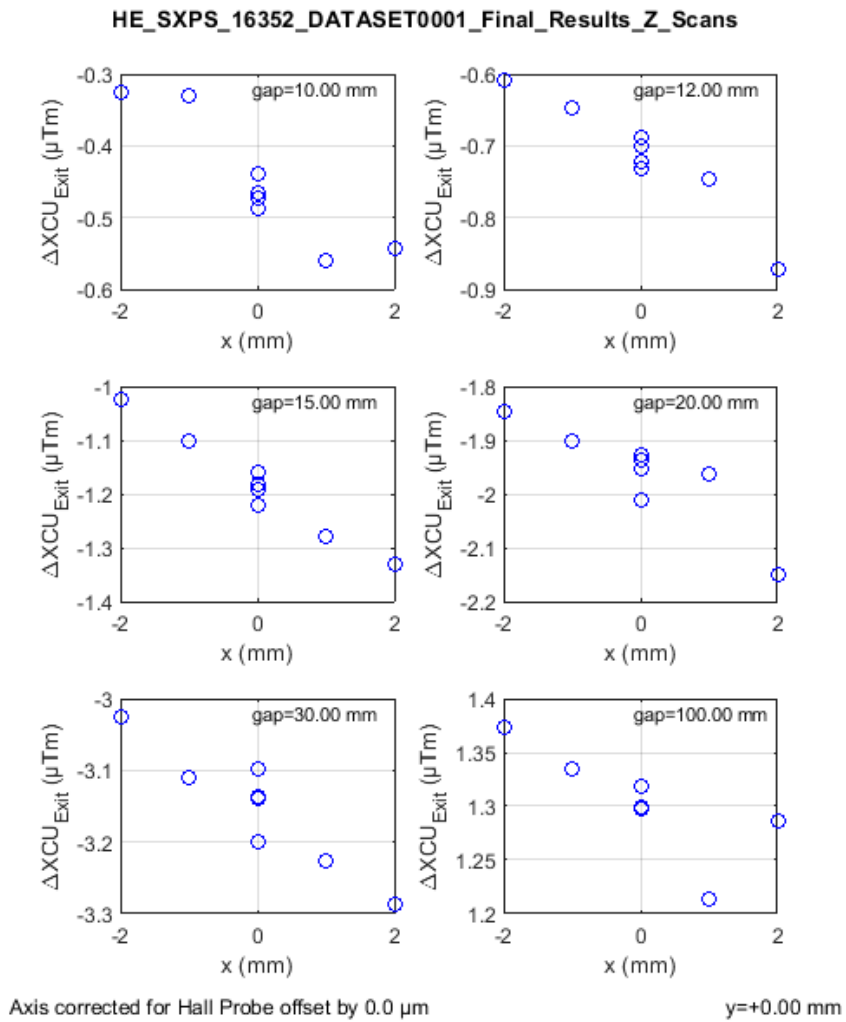 HE_SXPS_16352_DATASET0001_Final_Results_Z_Scans
gap=10.00 mm
ΔXCU_Exit (µTm)
-0.3
-0.4
-0.5
-0.6
-2
0
2
x (mm)
gap=12.00 mm
ΔXCU_Exit (µTm)
-0.6
-0.7
-0.8
-0.9
-2
0
2
x (mm)
gap=15.00 mm
ΔXCU_Exit (µTm)
-1
-1.1
-1.2
-1.3
-1.4
-2
0
2
x (mm)
gap=20.00 mm
ΔXCU_Exit (µTm)
-1.8
-1.9
-2
-2.1
-2.2
-2
0
2
x (mm)
gap=30.00 mm
ΔXCU_Exit (µTm)
-3
-3.1
-3.2
-3.3
-2
0
2
x (mm)
gap=100.00 mm
ΔXCU_Exit (µTm)
1.4
1.35
1.3
1.25
1.2
-2
0
2
x (mm)
Axis corrected for Hall Probe offset by 0.0 µm
y=+0.00 mm